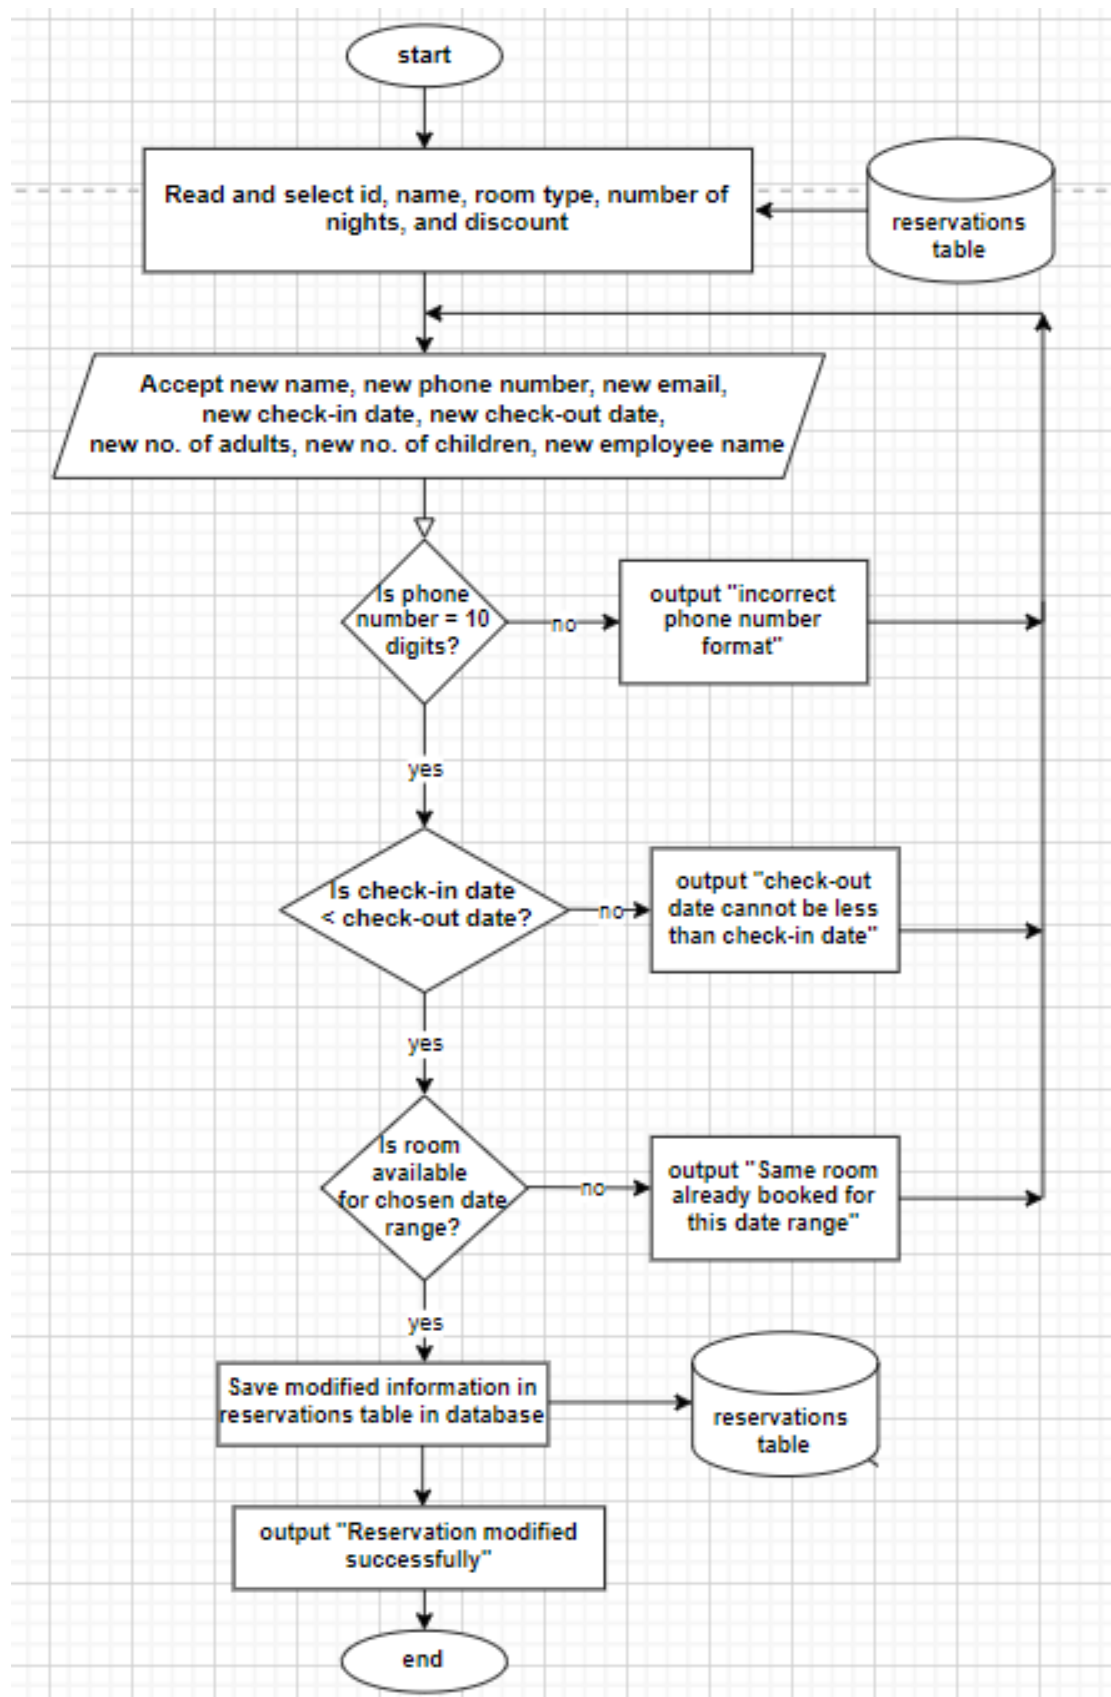 start
Read and select id, name, room type, number of
nights, and discount
reservations
table
Accept new name, new phone number, new email,
new check-in date, new check-out date,
new no. of adults, new no. of children, new employee name
Is phone
number = 10
digits?
no
output "incorrect
phone number
format"
yes
Is check-in date
< check-out date?
no
output "check-out
date cannot be less
than check-in date"
yes
Is room
available
for chosen date
range?
no
output "Same room
already booked for
this date range"
yes
Save modified information in
reservations table in database
reservations
table
output "Reservation modified
successfully"
end